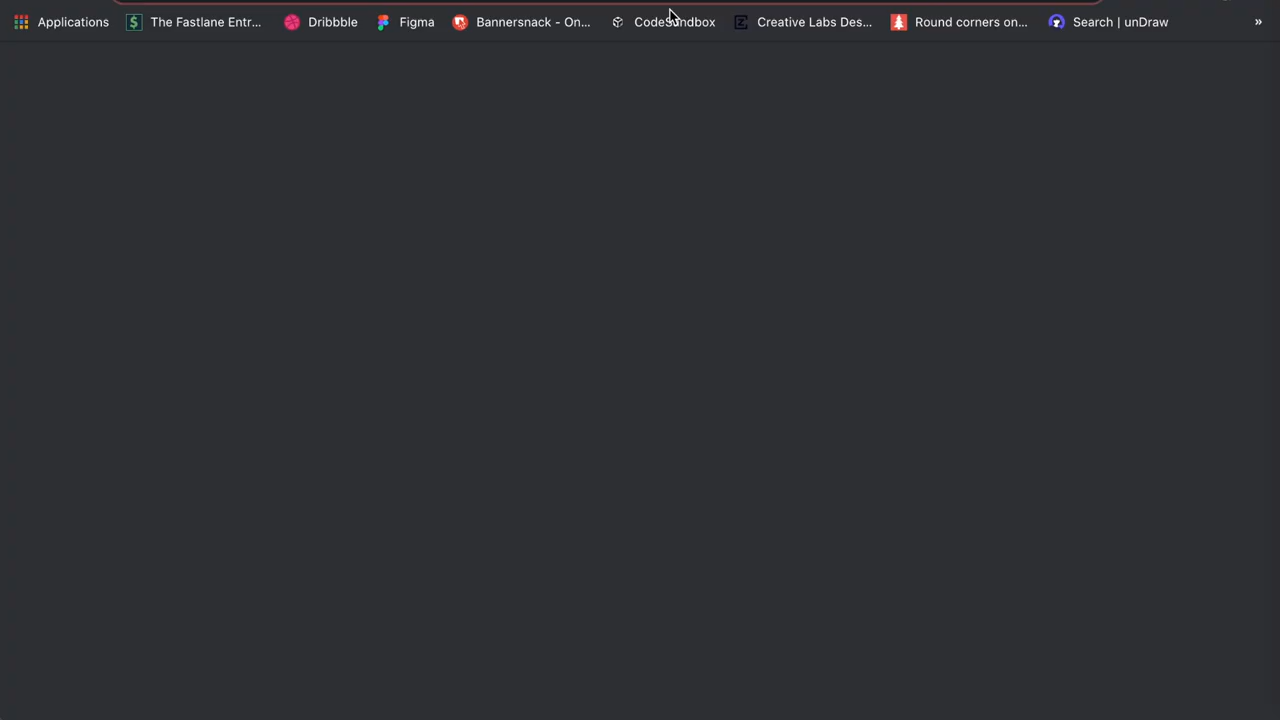 Applications The Fastlane Entr... Dribbble Figma Bannersnack - On... CodeSandbox Creative Labs Des... Round corners on... Search | unDraw »